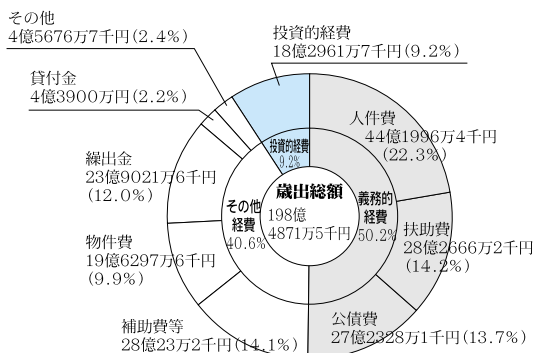 その他
4億5676万7千円(2.4%)
投資的経費
18億2961万7千円(9.2%)
貸付金
4億3900万円(2.2%)
人件費
44億1996万4千円
(22.3%)
繰出金
23億9021万6千円
(12.0%)
投資的経費
9.2%
歳出総額
198億
4871万5千円
その他
経費
40.6%
義務的
経費
50.2%
扶助費
28億2666万2千円
(14.2%)
物件費
19億6297万6千円
(9.9%)
補助費等
28億23万2千円(14.1%)
公債費
27億2328万1千円(13.7%)